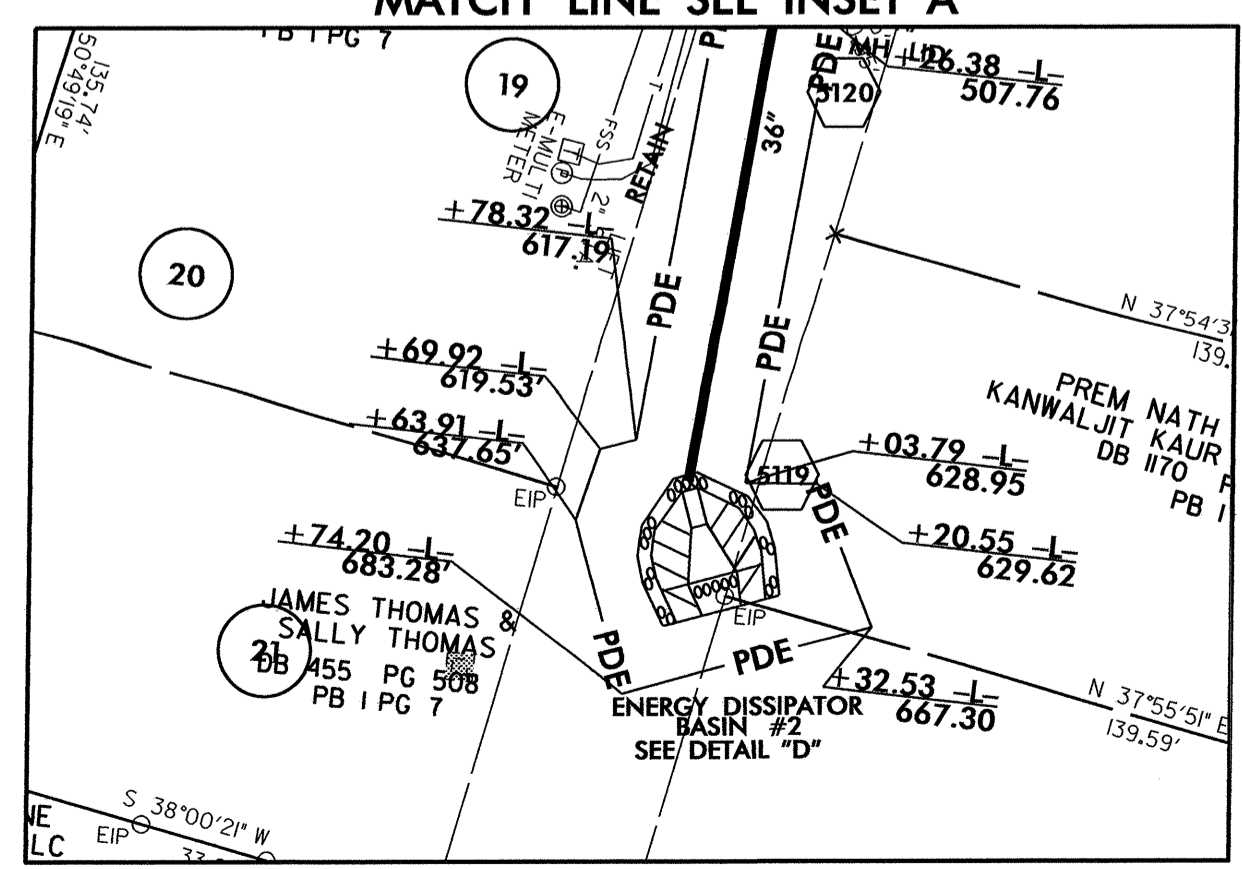 MATCH LINE SEE INSET A
PB 1 PG 7
135.74'
50°49'19" E
19
T
FSS
E-MULTI
METER
T
P
2"
RETAIN
36"
PDE
MH LID
+26.38 -L-
507.76
5120
+78.32 -L-
617.19
20
PDE
PDE
N 37°54'3
139.
+69.92 -L-
619.53'
+63.91 -L-
637.65'
EIP
PREM NATH
KANWALJIT KAUR
DB 1170 P
PB 1
+03.79 -L-
628.95
5119
PDE
+20.55 -L-
629.62
+74.20 -L-
683.28'
JAMES THOMAS &
SALLY THOMAS
DB 455 PG 508
PB 1 PG 7
21
EIP
PDE
PDE
+32.53 -L-
667.30
ENERGY DISSIPATOR
BASIN #2
SEE DETAIL "D"
N 37°55'51" E
139.59'
S 38°00'21" W
EIP
33
NE
LC